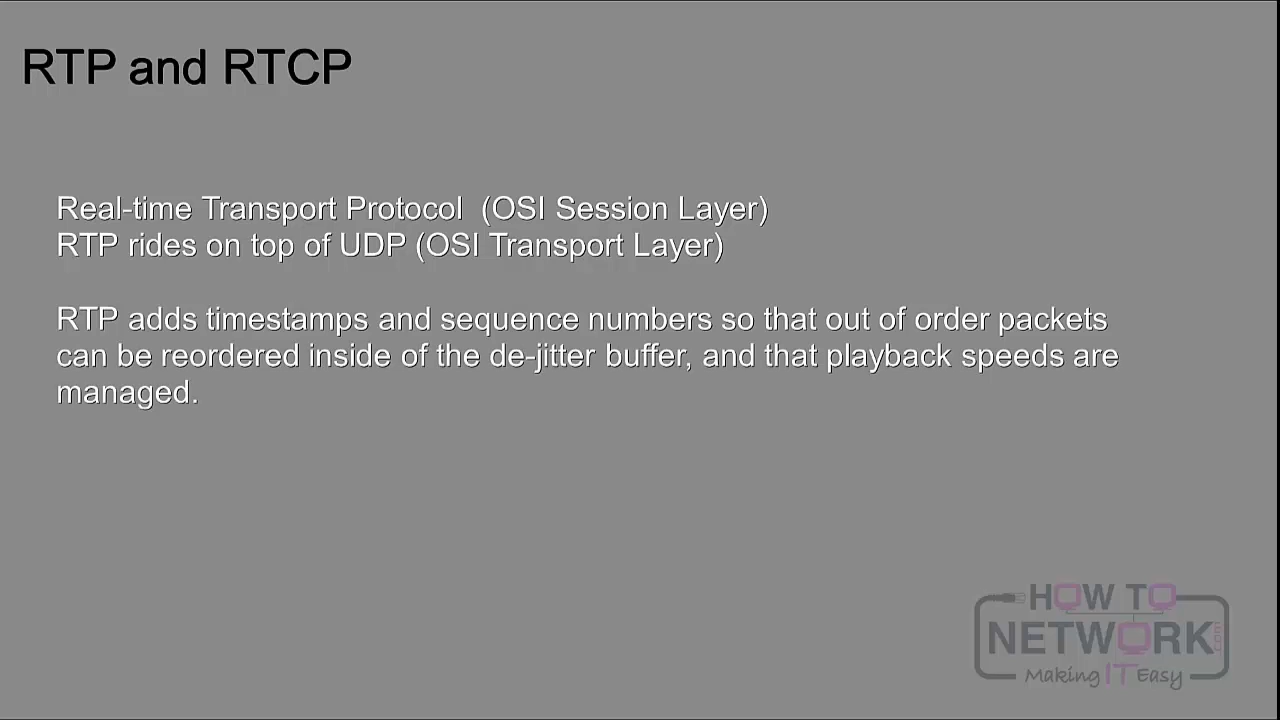 RTP and RTCP
Real-time Transport Protocol (OSI Session Layer)
RTP rides on top of UDP (OSI Transport Layer)
RTP adds timestamps and sequence numbers so that out of order packets
can be reordered inside of the de-jitter buffer, and that playback speeds are
managed.
HOW TO
NETWORK.com
Making IT Easy